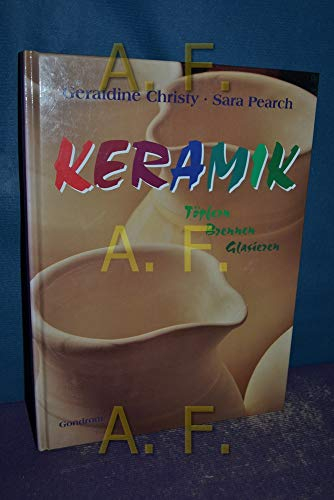 A. F.
Geraldine Christy · Sara Pearch
KERAMIK
Töpfern
Brennen
Glasieren
A. F.
Gondrom
A. F.